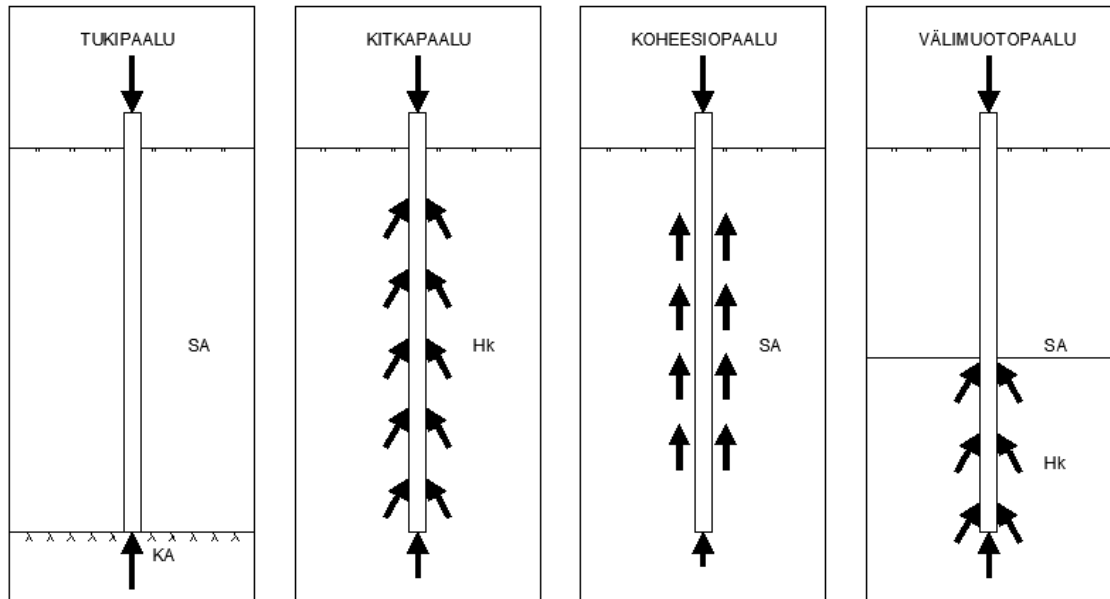 TUKIPAALU
SA
KA
KITKAPAALU
Hk
KOHEESIOPAALU
SA
VÄLIMUOTOPAALU
SA
Hk